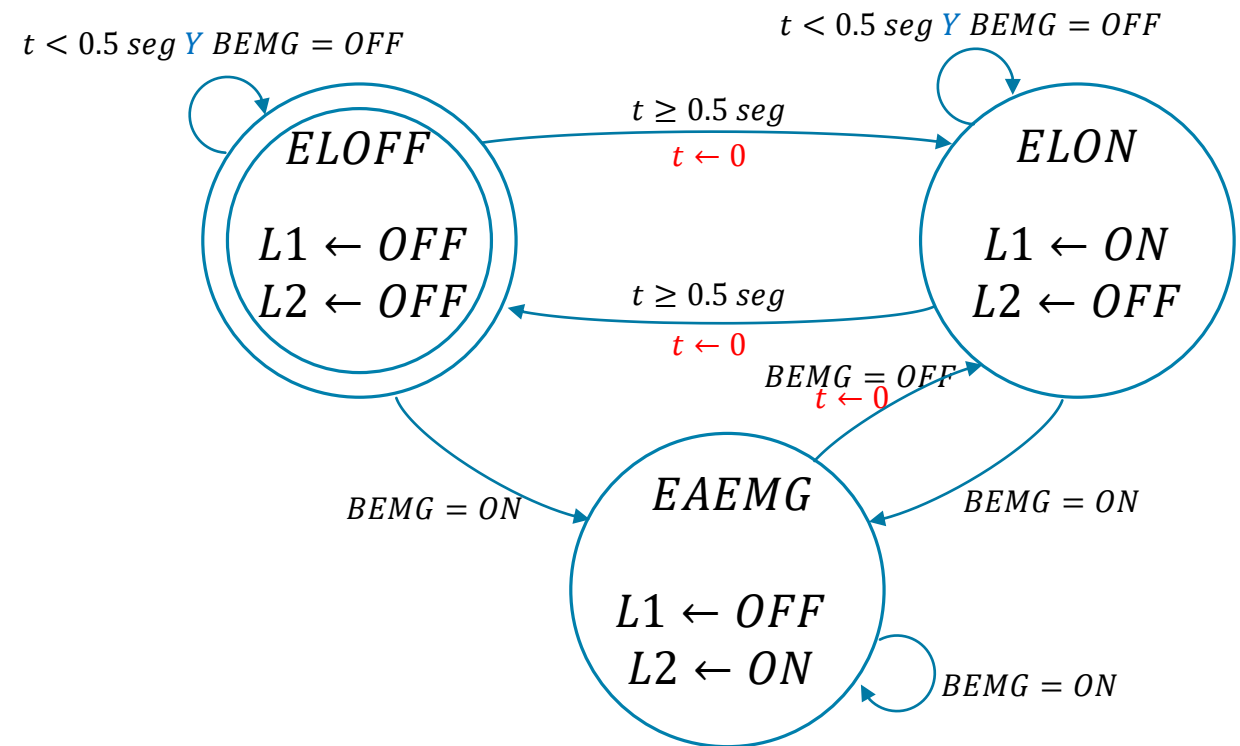 t < 0.5 seg Y BEMG = OFF
t < 0.5 seg Y BEMG = OFF
ELOFF
L1 ← OFF
L2 ← OFF
t ≥ 0.5 seg
t ← 0
ELON
L1 ← ON
L2 ← OFF
t ≥ 0.5 seg
t ← 0
BEMG = OFF
t ← 0
BEMG = ON
BEMG = ON
EAEMG
L1 ← OFF
L2 ← ON
BEMG = ON